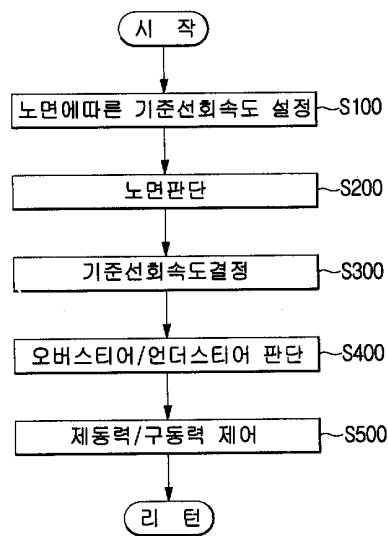 시 작
노면에따른 기준선회속도 설정 ~S100
노면판단 ~S200
기준선회속도결정 ~S300
오버스티어/언더스티어 판단 ~S400
제동력/구동력 제어 ~S500
리 턴